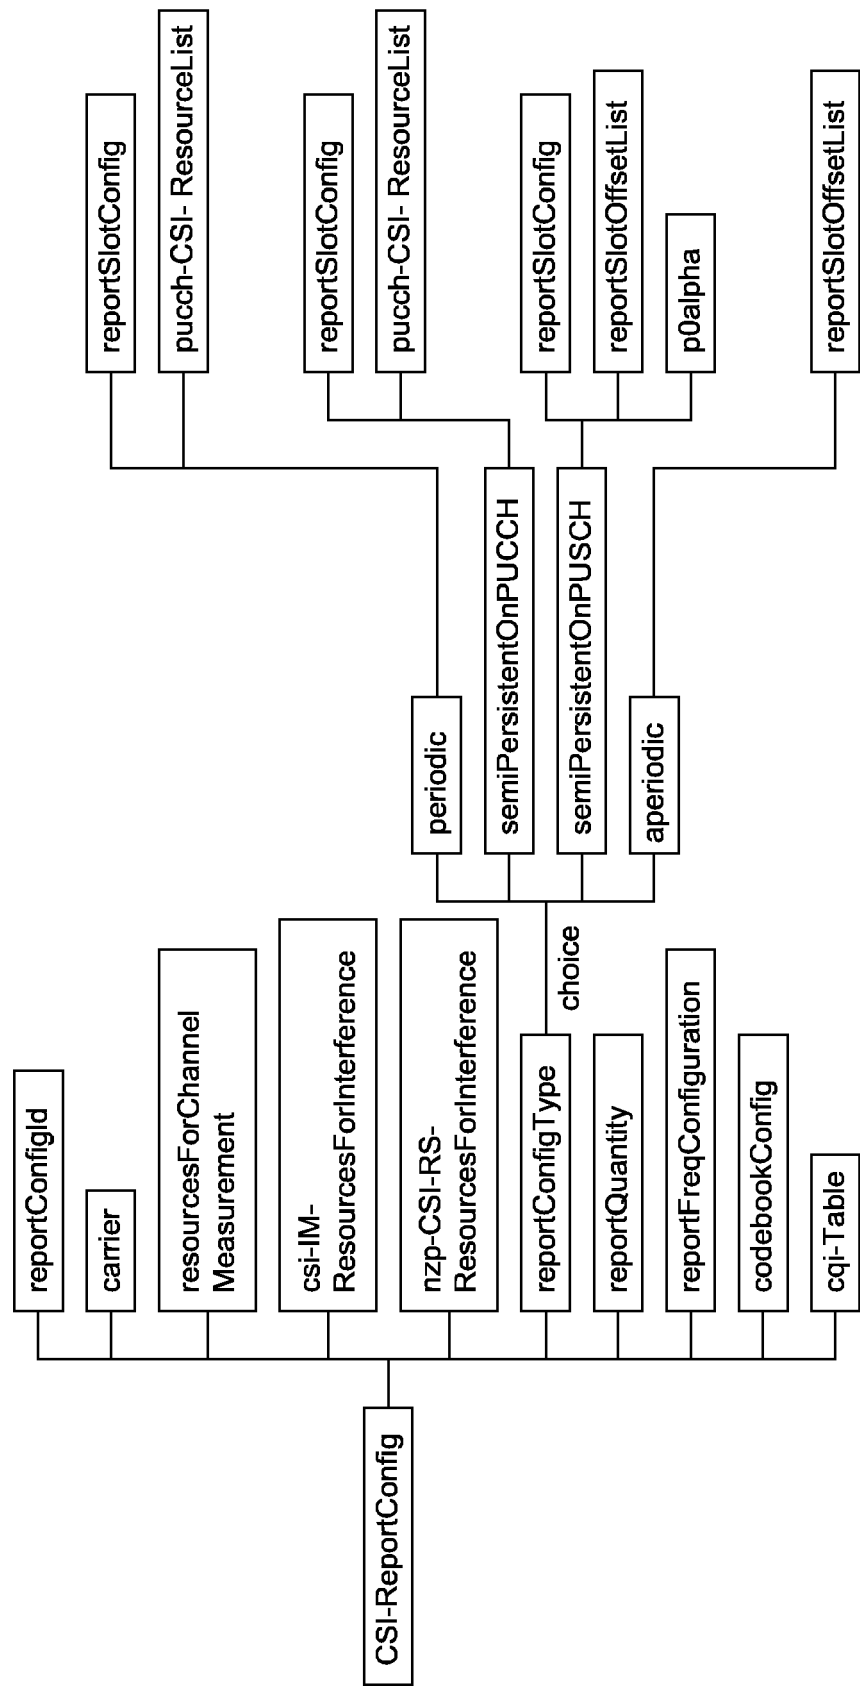 CSI-ReportConfig
reportConfigId
carrier
resourcesForChannel
Measurement
csi-IM-
ResourcesForInterference
nzp-CSI-RS-
ResourcesForInterference
reportConfigType
choice
periodic
reportSlotConfig
pucch-CSI- ResourceList
semiPersistentOnPUCCH
reportSlotConfig
pucch-CSI- ResourceList
semiPersistentOnPUSCH
reportSlotConfig
reportSlotOffsetList
p0alpha
aperiodic
reportSlotOffsetList
reportQuantity
reportFreqConfiguration
codebookConfig
cqi-Table